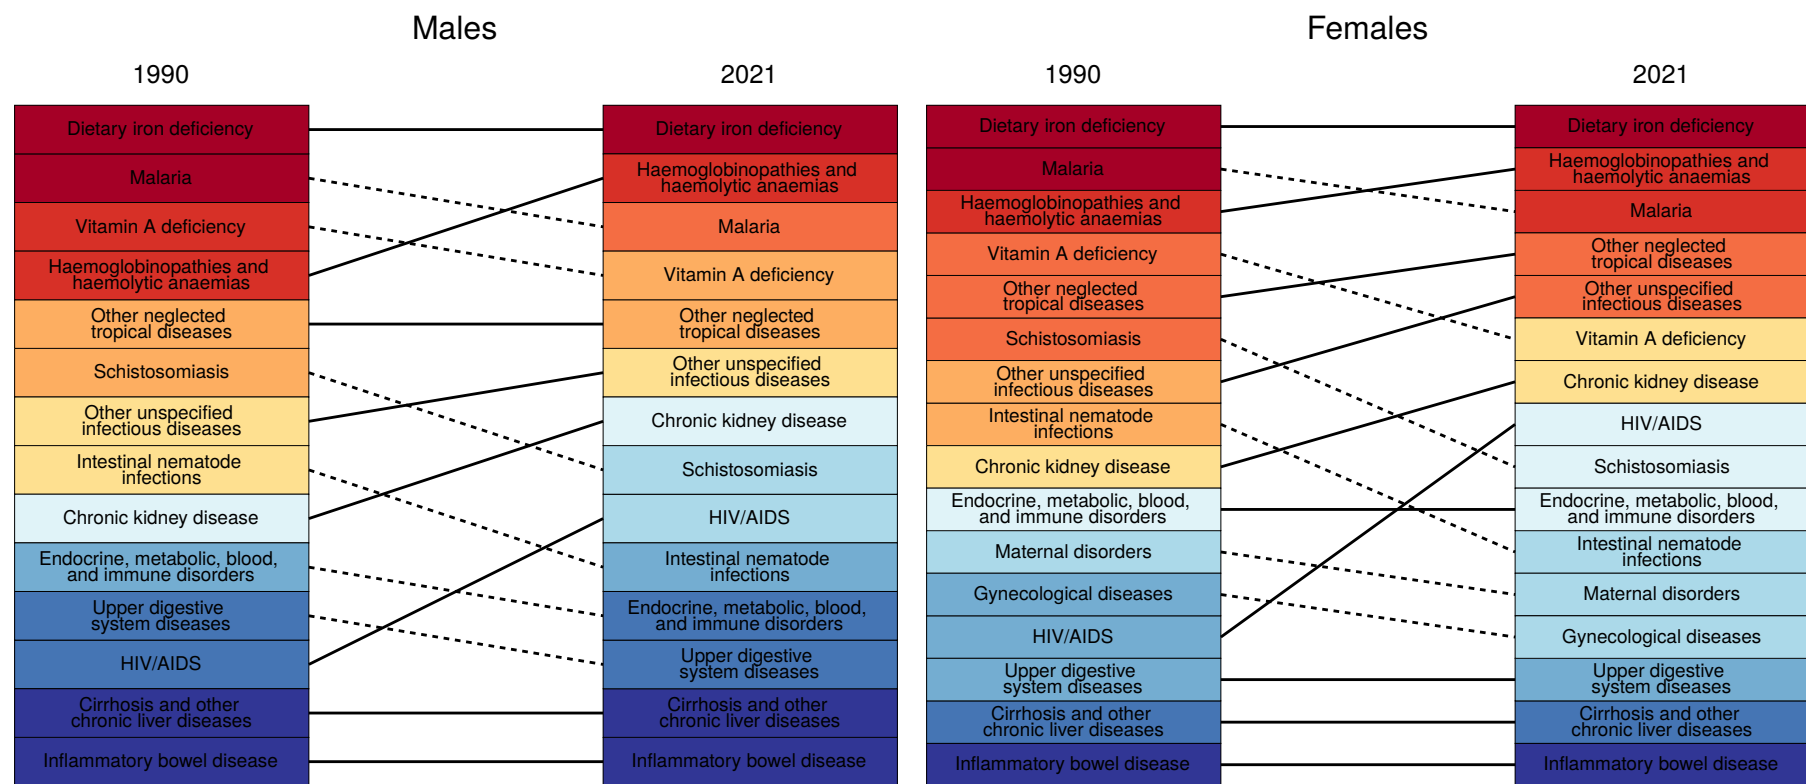 Males
1990
2021
Dietary iron deficiency
Malaria
Vitamin A deficiency
Haemoglobinopathies and
haemolytic anaemias
Other neglected
tropical diseases
Schistosomiasis
Other unspecified
infectious diseases
Intestinal nematode
infections
Chronic kidney disease
Endocrine, metabolic, blood,
and immune disorders
Upper digestive
system diseases
HIV/AIDS
Cirrhosis and other
chronic liver diseases
Inflammatory bowel disease
Dietary iron deficiency
Haemoglobinopathies and
haemolytic anaemias
Malaria
Vitamin A deficiency
Other neglected
tropical diseases
Other unspecified
infectious diseases
Chronic kidney disease
Schistosomiasis
HIV/AIDS
Intestinal nematode
infections
Endocrine, metabolic, blood,
and immune disorders
Upper digestive
system diseases
Cirrhosis and other
chronic liver diseases
Inflammatory bowel disease
Females
1990
2021
Dietary iron deficiency
Malaria
Haemoglobinopathies and
haemolytic anaemias
Vitamin A deficiency
Other neglected
tropical diseases
Schistosomiasis
Other unspecified
infectious diseases
Intestinal nematode
infections
Chronic kidney disease
Endocrine, metabolic, blood,
and immune disorders
Maternal disorders
Gynecological diseases
HIV/AIDS
Upper digestive
system diseases
Cirrhosis and other
chronic liver diseases
Inflammatory bowel disease
Dietary iron deficiency
Haemoglobinopathies and
haemolytic anaemias
Malaria
Other neglected
tropical diseases
Other unspecified
infectious diseases
Vitamin A deficiency
Chronic kidney disease
HIV/AIDS
Schistosomiasis
Endocrine, metabolic, blood,
and immune disorders
Intestinal nematode
infections
Maternal disorders
Gynecological diseases
Upper digestive
system diseases
Cirrhosis and other
chronic liver diseases
Inflammatory bowel disease